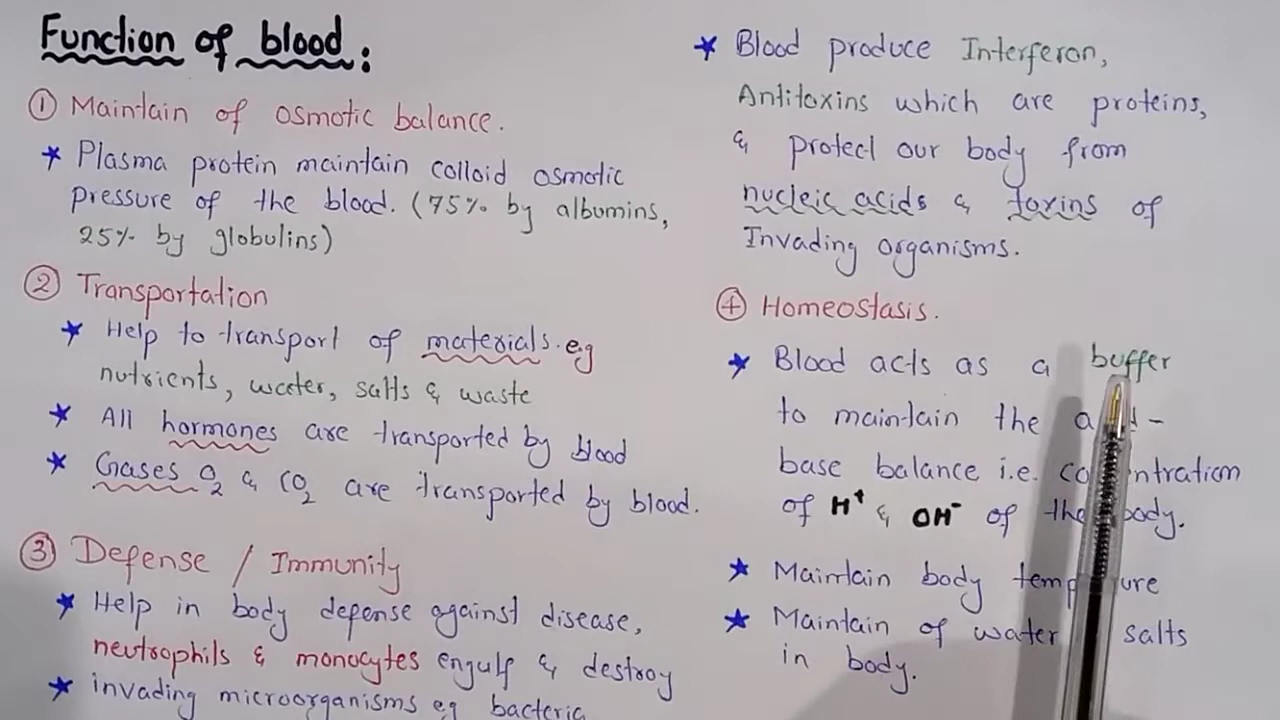 Function of blood:
① Maintain of osmotic balance.
* Plasma protein maintain colloid osmotic
pressure of the blood. (75% by albumins,
25% by globulins)
② Transportation
* Help to transport of materials. e.g
nutrients, water, salts & waste
* All hormones are transported by blood
* Gases O₂ & CO₂ are transported by blood.
③ Defense / Immunity
* Help in body defense against disease,
neutrophils & monocytes engulf & destroy
* invading microorganisms eg bacteria
* Blood produce Interferon,
Antitoxins which are proteins,
& protect our body from
nucleic acids & toxins of
Invading organisms.
④ Homeostasis.
* Blood acts as a buffer
to maintain the
base balance i.e.
of H⁺ & OH⁻ of the body.
* Maintain body
* Maintain of water salts
in body.